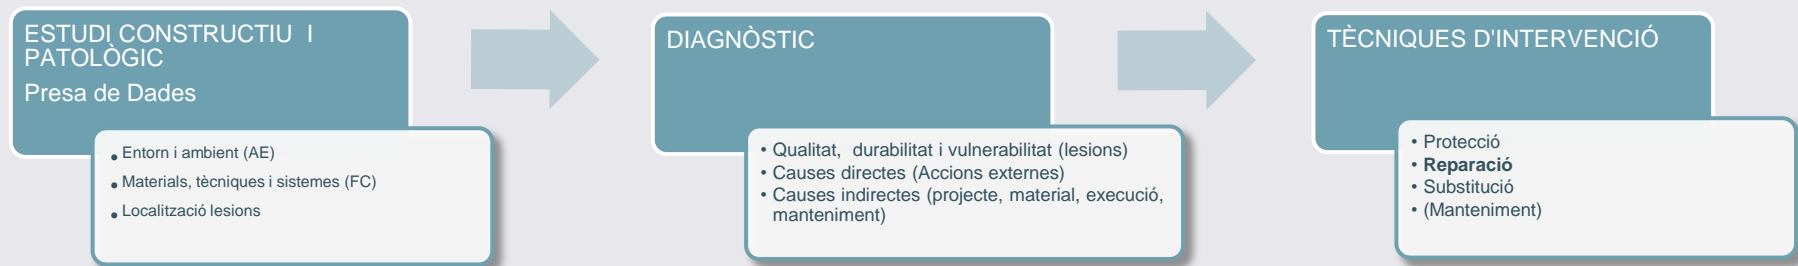 ESTUDI CONSTRUCTIU I
PATOLÒGIC
Presa de Dades
• Entorn i ambient (AE)
• Materials, tècniques i sistemes (FC)
• Localització lesions
DIAGNÒSTIC
• Qualitat, durabilitat i vulnerabilitat (lesions)
• Causes directes (Accions externes)
• Causes indirectes (projecte, material, execució,
manteniment)
TÈCNIQUES D'INTERVENCIÓ
• Protecció
• Reparació
• Substitució
• (Manteniment)